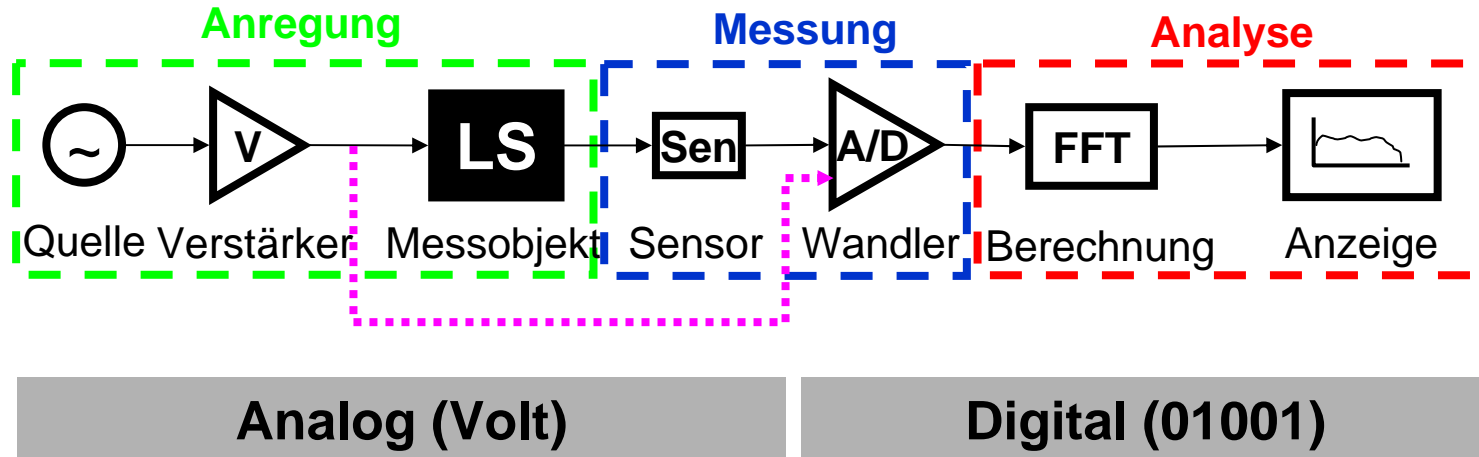 Anregung Messung Analyse
~ V LS Sen A/D FFT
Quelle Verstärker Messobjekt Sensor Wandler Berechnung Anzeige
Analog (Volt) Digital (01001)